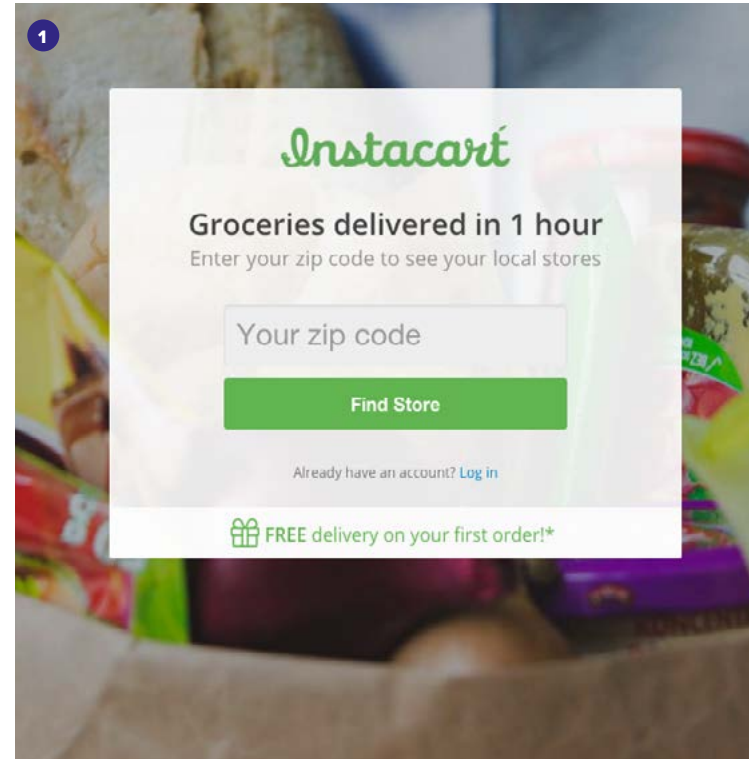 1
Instacart
Groceries delivered in 1 hour
Enter your zip code to see your local stores
Your zip code
Find Store
Already have an account? Log in
FREE delivery on your first order!*